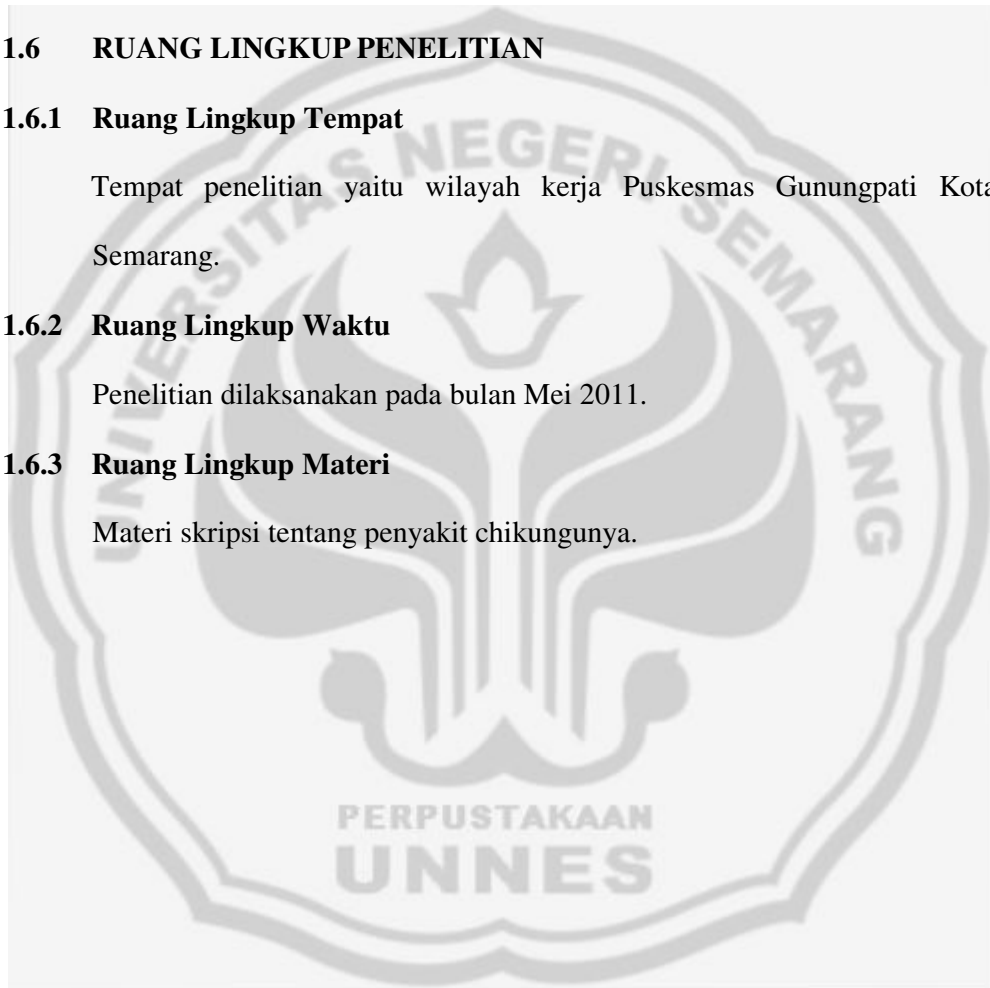 1.6 RUANG LINGKUP PENELITIAN
1.6.1 Ruang Lingkup Tempat
Tempat penelitian yaitu wilayah kerja Puskesmas Gunungpati Kota
Semarang.
1.6.2 Ruang Lingkup Waktu
Penelitian dilaksanakan pada bulan Mei 2011.
1.6.3 Ruang Lingkup Materi
Materi skripsi tentang penyakit chikungunya.
UNIVERSITAS NEGERI SEMARANG
PERPUSTAKAAN
UNNES